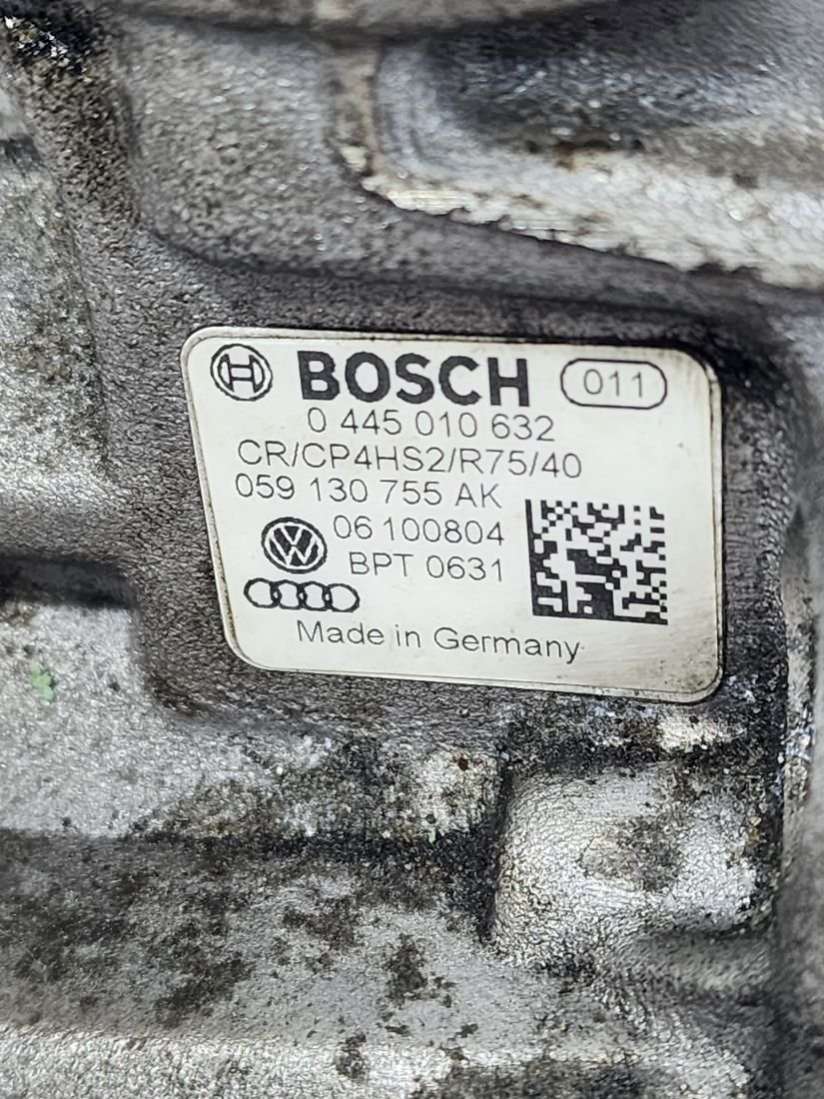 BOSCH 011
0 445 010 632
CR/CP4HS2/R75/40
059 130 755 AK
06 100804
BPT 0631
Made in Germany